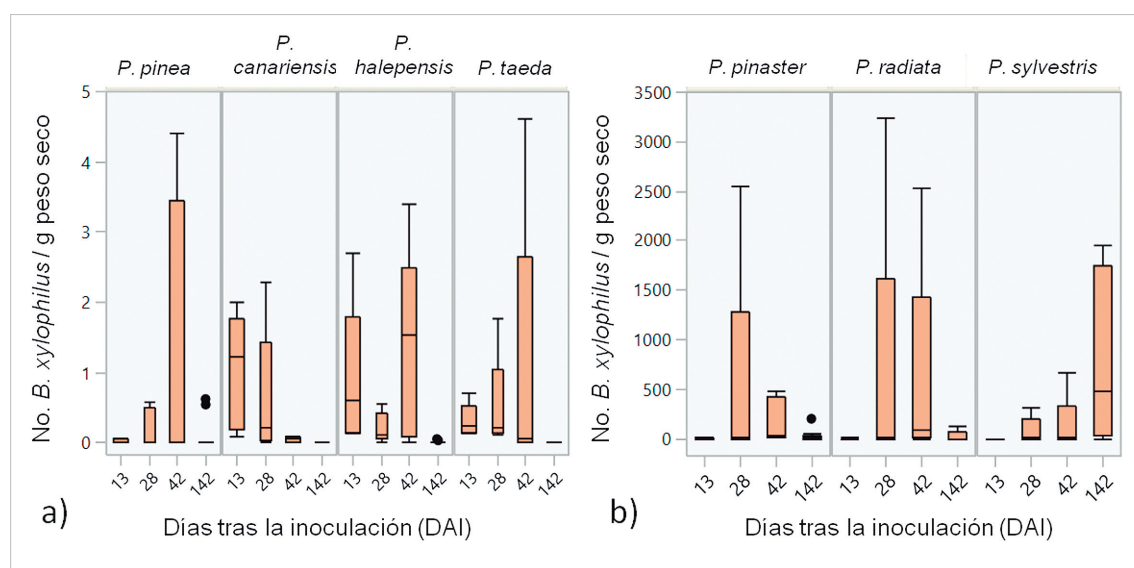 P. pinea
P.
canariensis
P.
halepensis
P. taeda
No. B. xylophilus / g peso seco
5
4
3
2
1
0
13 28 42 142 13 28 42 142 13 28 42 142 13 28 42 142
a)
Días tras la inoculación (DAI)
P. pinaster P. radiata P. sylvestris
No. B. xylophilus / g peso seco
3500
3000
2500
2000
1500
1000
500
0
13 28 42 142 13 28 42 142 13 28 42 142
b)
Días tras la inoculación (DAI)